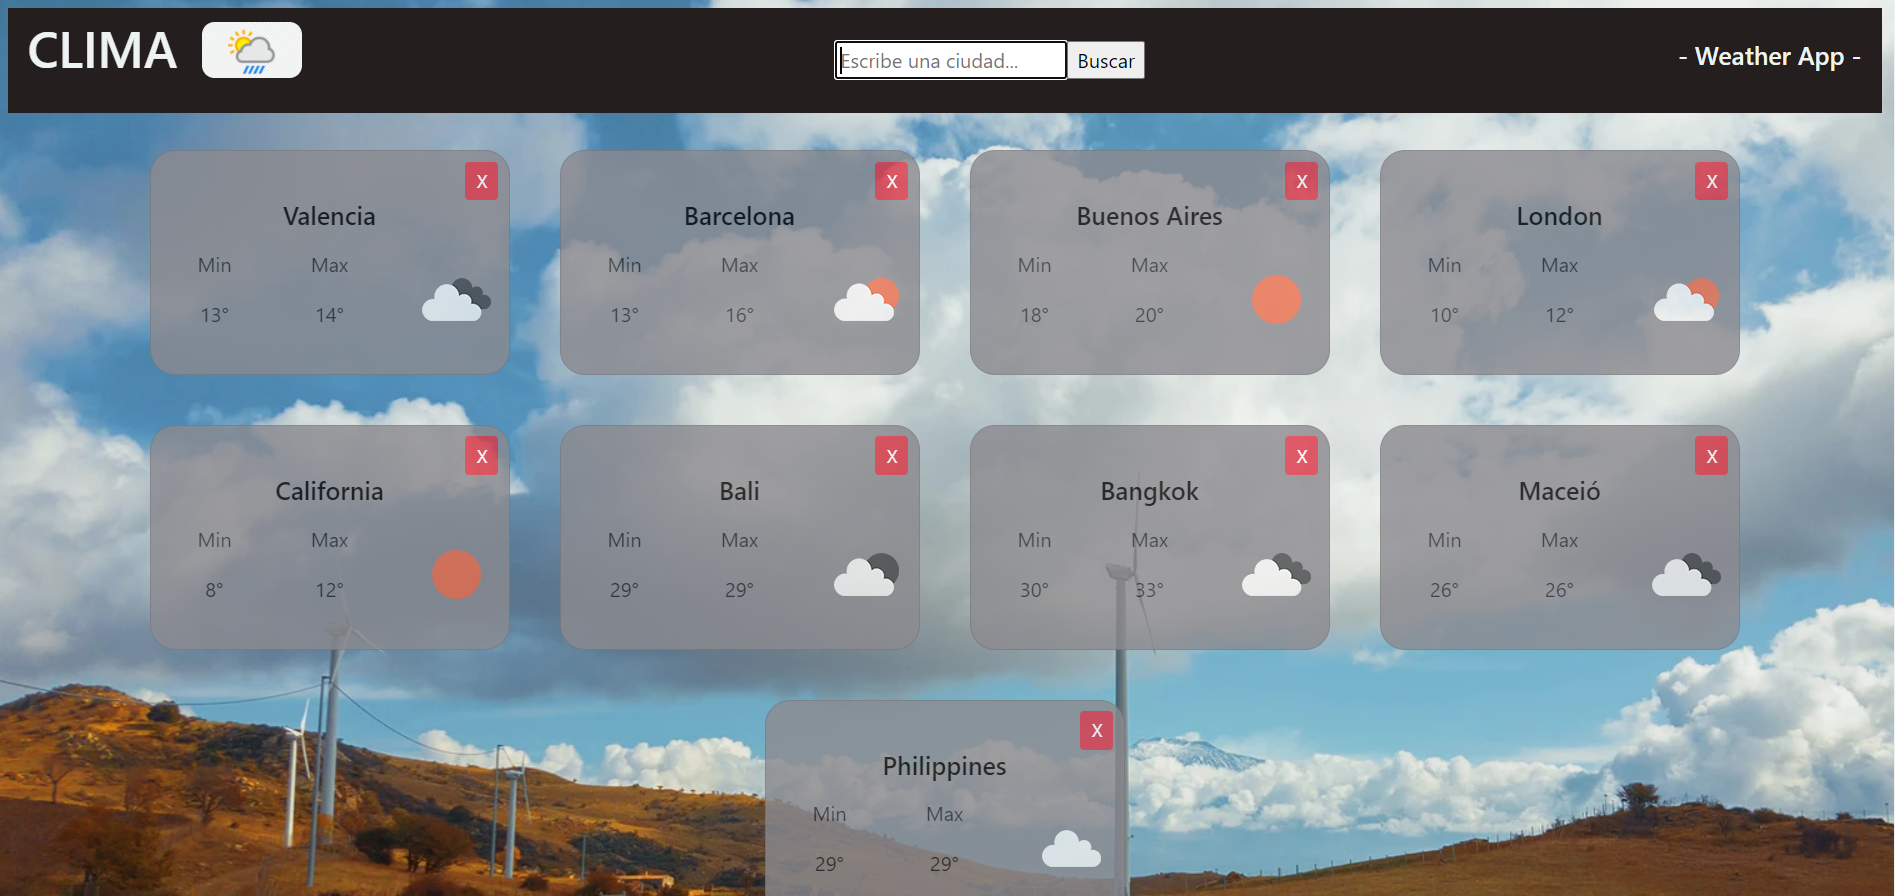 CLIMA
Escribe una ciudad...
Buscar
- Weather App -
X
Valencia
Min Max
13° 14°
X
Barcelona
Min Max
13° 16°
X
Buenos Aires
Min Max
18° 20°
X
London
Min Max
10° 12°
X
California
Min Max
8° 12°
X
Bali
Min Max
29° 29°
X
Bangkok
Min Max
30° 33°
X
Maceió
Min Max
26° 26°
X
Philippines
Min Max
29° 29°